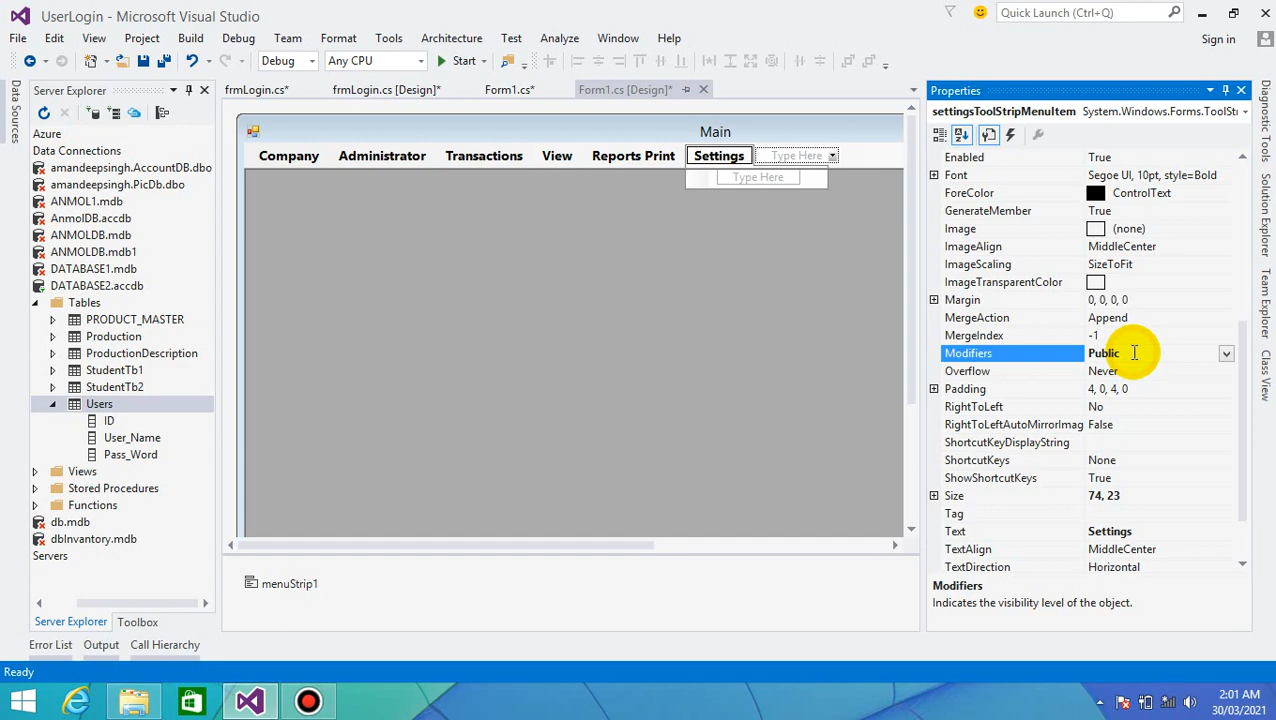 UserLogin - Microsoft Visual Studio
Quick Launch (Ctrl+Q)
File Edit View Project Build Debug Team Format Tools Architecture Test Analyze Window Help
Sign in
Debug Any CPU Start
Data Sources
Server Explorer
Azure
Data Connections
amandeepsingh.AccountDB.dbo
amandeepsingh.PicDb.dbo
ANMOL1.mdb
AnmolDB.accdb
ANMOLDB.mdb
ANMOLDB.mdb1
DATABASE1.mdb
DATABASE2.accdb
Tables
PRODUCT_MASTER
Production
ProductionDescription
StudentTb1
StudentTb2
Users
ID
User_Name
Pass_Word
Views
Stored Procedures
Functions
db.mdb
dbInvantory.mdb
Servers
Server Explorer Toolbox
Error List Output Call Hierarchy
frmLogin.cs* frmLogin.cs [Design]* Form1.cs* Form1.cs [Design]*
Main
Company Administrator Transactions View Reports Print Settings Type Here
Type Here
menuStrip1
Properties
settingsToolStripMenuItem System.Windows.Forms.ToolStr
Enabled True
Font Segoe UI, 10pt, style=Bold
ForeColor ControlText
GenerateMember True
Image (none)
ImageAlign MiddleCenter
ImageScaling SizeToFit
ImageTransparentColor
Margin 0, 0, 0, 0
MergeAction Append
MergeIndex -1
Modifiers Public
Overflow Never
Padding 4, 0, 4, 0
RightToLeft No
RightToLeftAutoMirrorImag False
ShortcutKeyDisplayString
ShortcutKeys None
ShowShortcutKeys True
Size 74, 23
Tag
Text Settings
TextAlign MiddleCenter
TextDirection Horizontal
Modifiers
Indicates the visibility level of the object.
Diagnostic Tools
Solution Explorer
Team Explorer
Class View
Ready
2:01 AM
30/03/2021